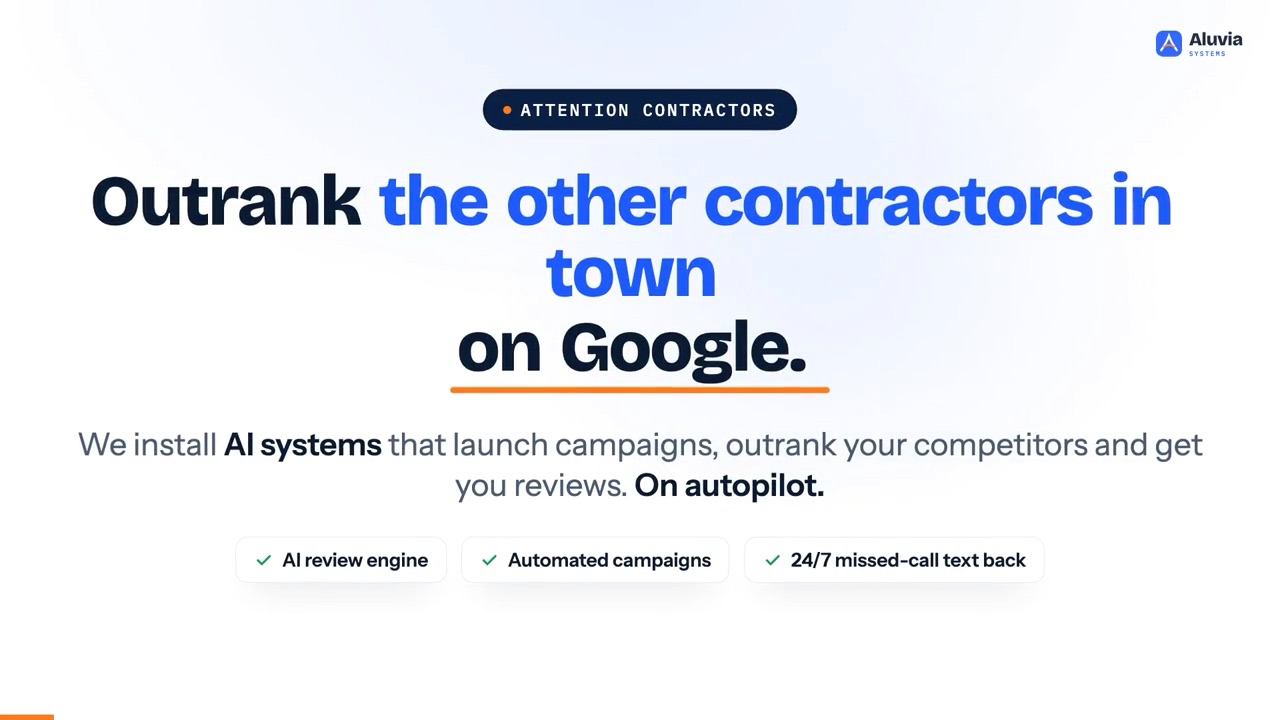 Aluvia
SYSTEMS
ATTENTION CONTRACTORS
Outrank the other contractors in
town
on Google.
We install AI systems that launch campaigns, outrank your competitors and get
you reviews. On autopilot.
AI review engine
Automated campaigns
24/7 missed-call text back